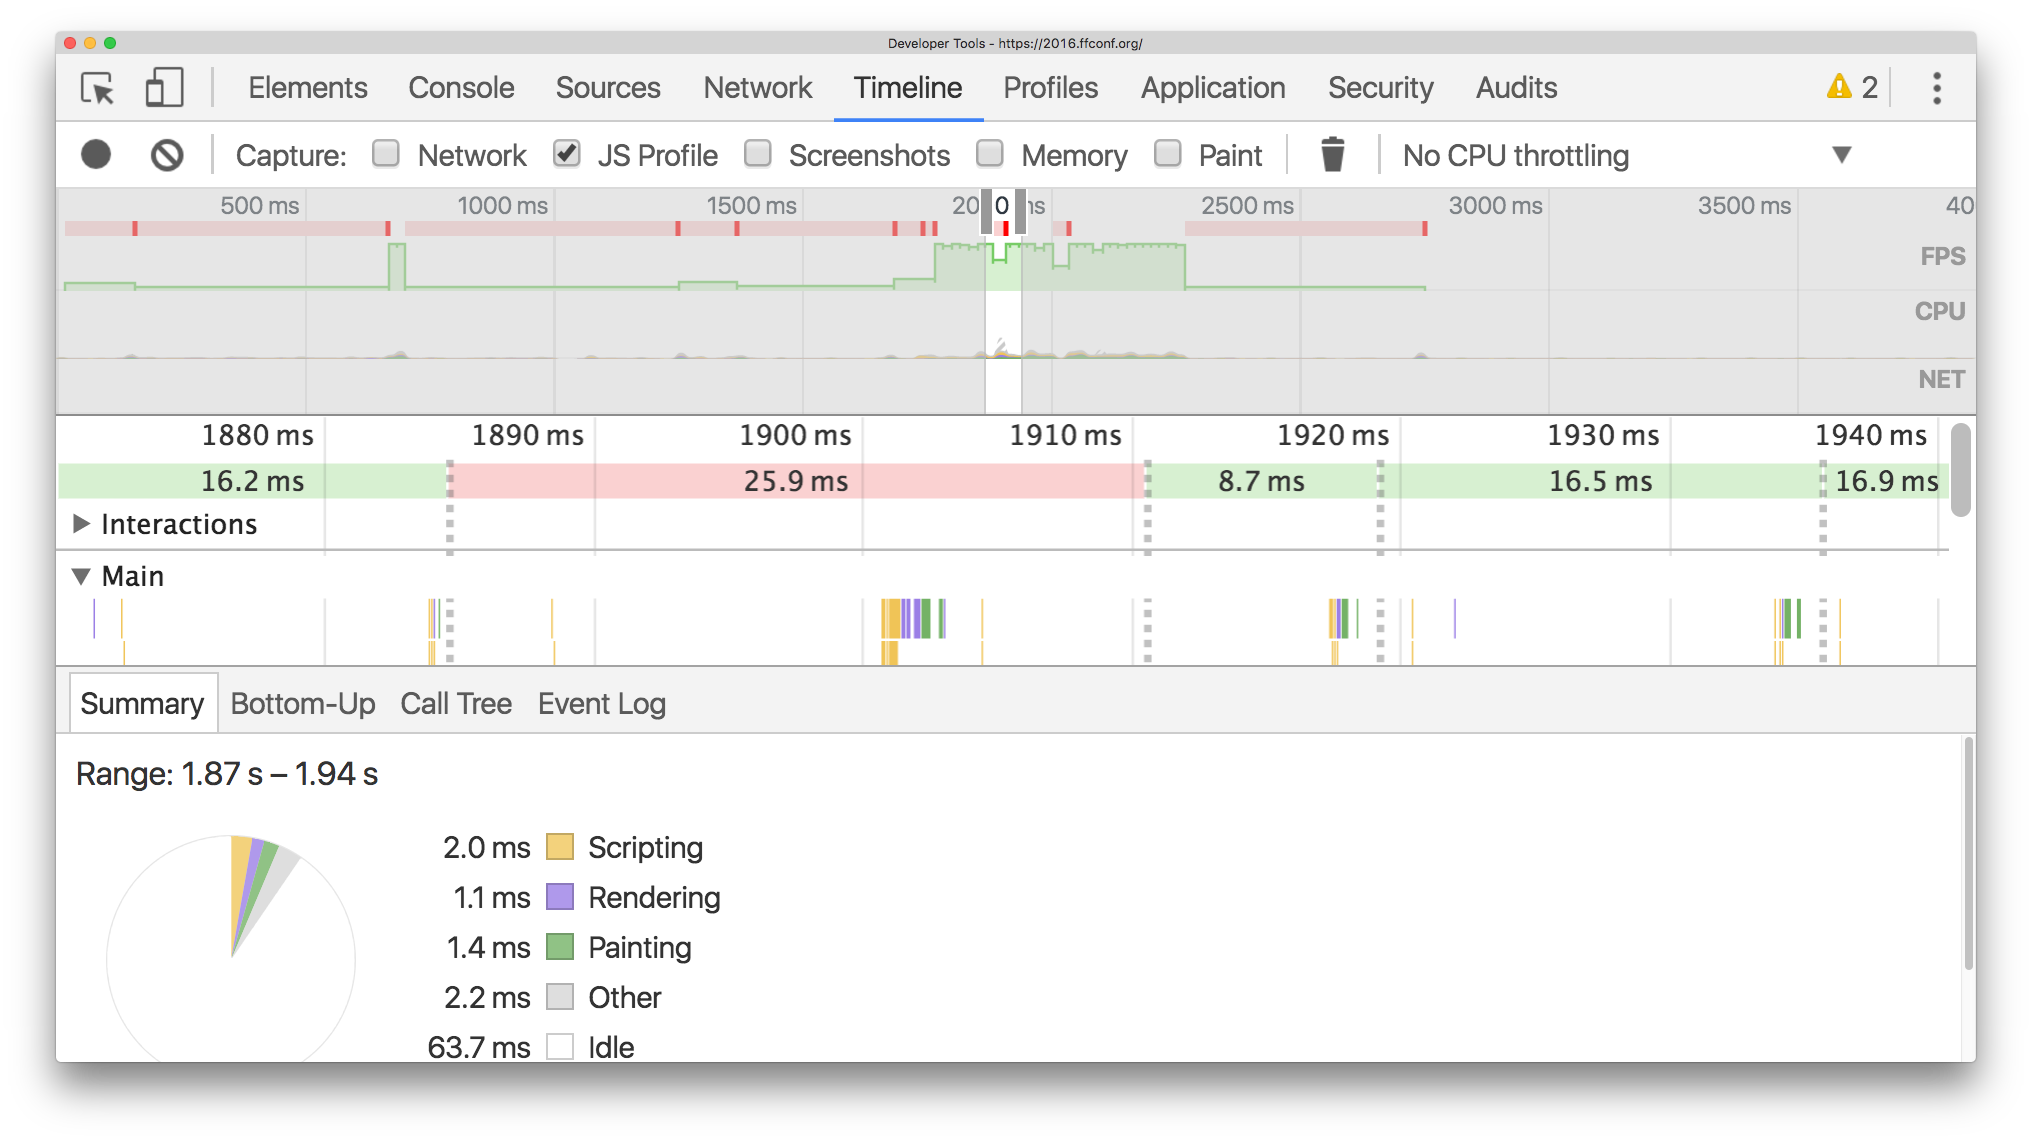 Developer Tools - https://2016.ffconf.org/
Elements Console Sources Network Timeline Profiles Application Security Audits 2
Capture: Network JS Profile Screenshots Memory Paint No CPU throttling
500 ms 1000 ms 1500 ms 20 0 ms 2500 ms 3000 ms 3500 ms 40
FPS
CPU
NET
1880 ms 1890 ms 1900 ms 1910 ms 1920 ms 1930 ms 1940 ms
16.2 ms 25.9 ms 8.7 ms 16.5 ms 16.9 ms
Interactions
Main
Summary Bottom-Up Call Tree Event Log
Range: 1.87 s – 1.94 s
2.0 ms Scripting
1.1 ms Rendering
1.4 ms Painting
2.2 ms Other
63.7 ms Idle